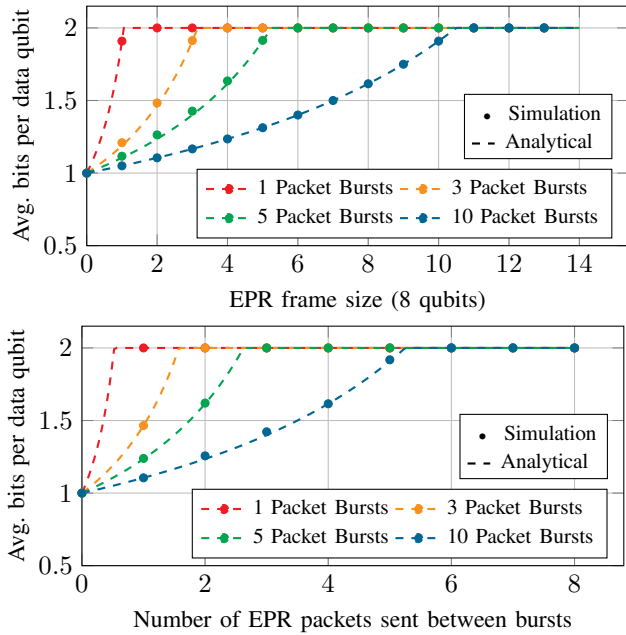 Avg. bits per data qubit
2
1.5
1
0.5
Simulation
Analytical
1 Packet Bursts
3 Packet Bursts
5 Packet Bursts
10 Packet Bursts
0 2 4 6 8 10 12 14
EPR frame size (8 qubits)
Avg. bits per data qubit
2
1.5
1
0.5
Simulation
Analytical
1 Packet Bursts
3 Packet Bursts
5 Packet Bursts
10 Packet Bursts
0 2 4 6 8
Number of EPR packets sent between bursts